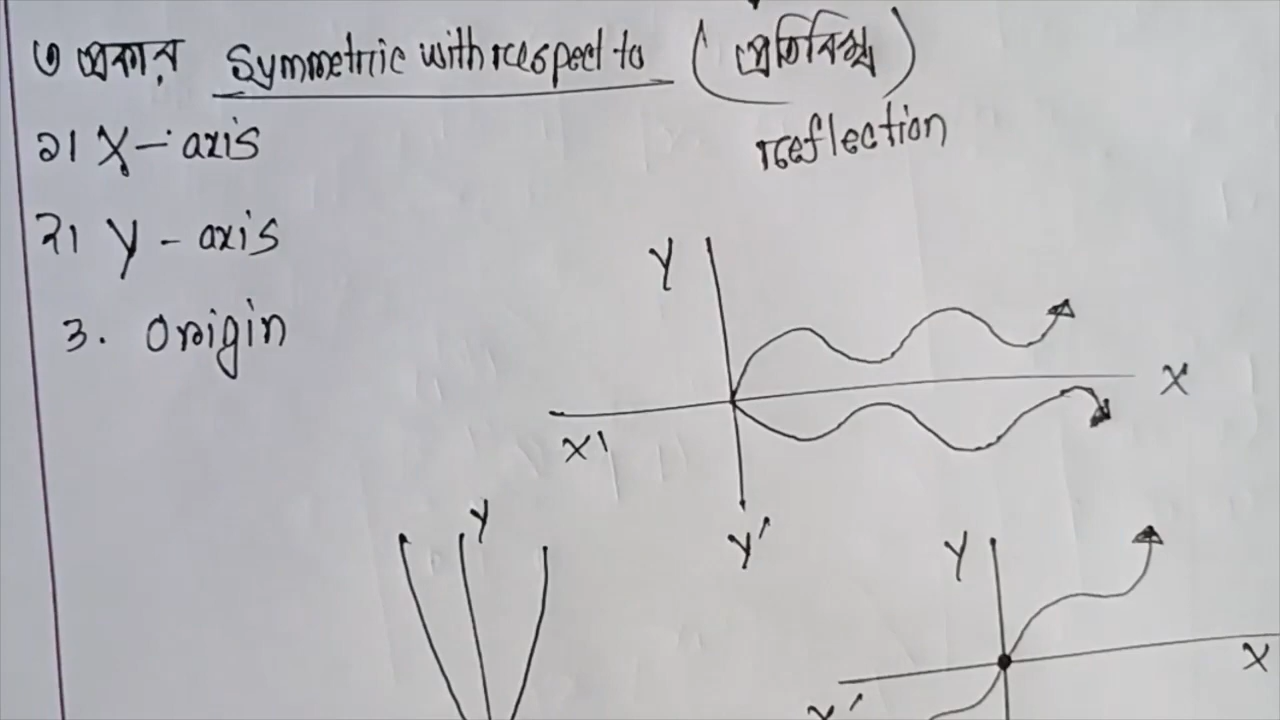 ৩ প্রকার Symmetric with respect to (প্রতিবিম্ব)
reflection
১। X - axis
২। Y - axis
3. Origin
Y
X
X'
Y'
Y
Y
X
X'